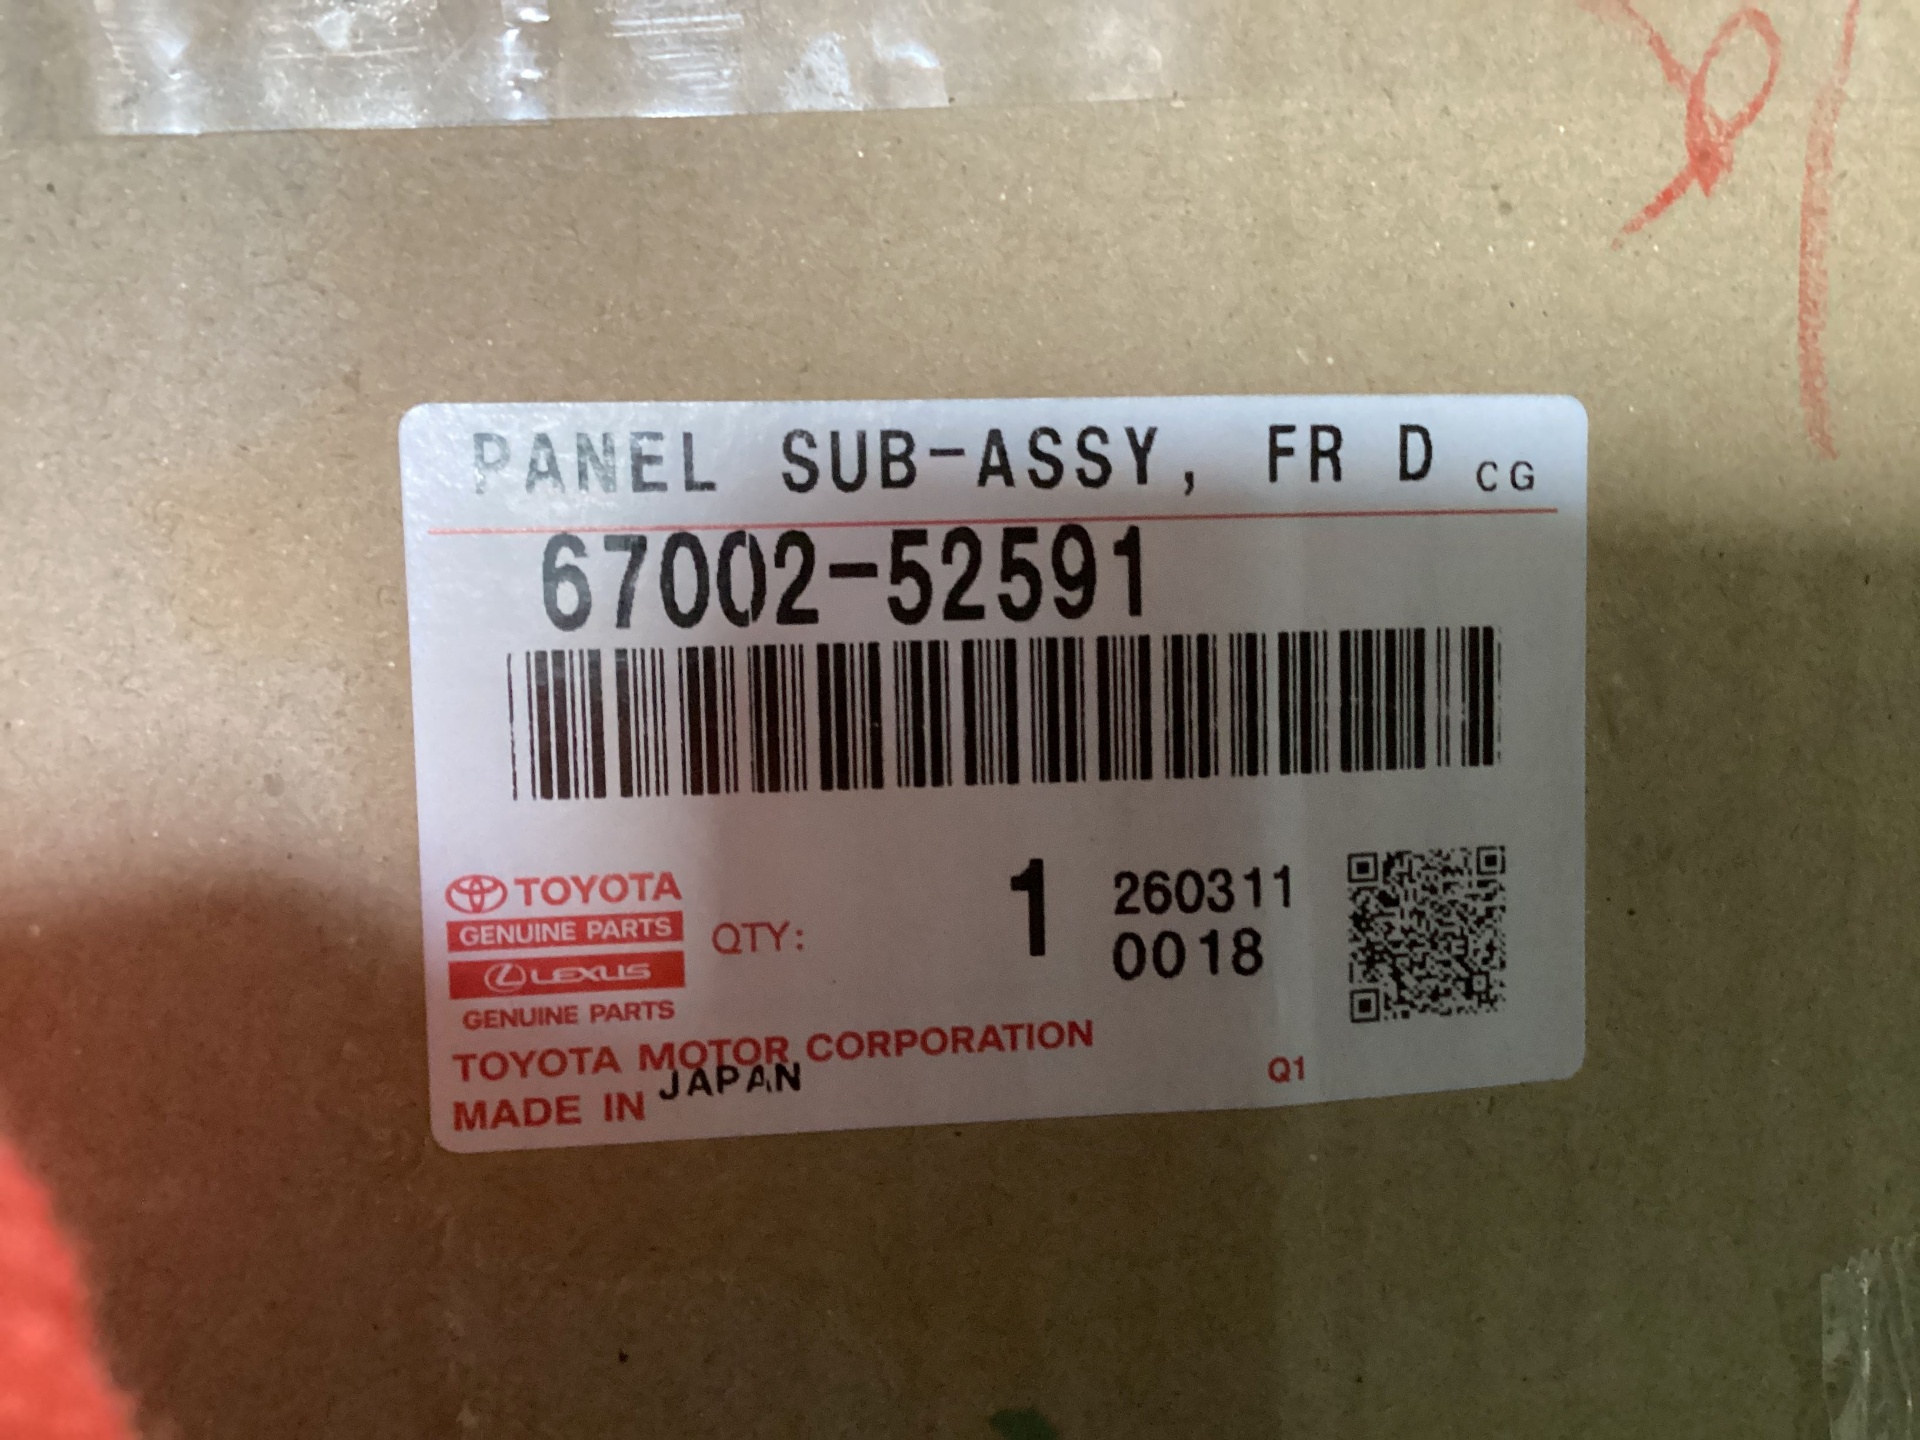 PANEL SUB-ASSY, FR D CG
67002-52591
TOYOTA
GENUINE PARTS
LEXUS
GENUINE PARTS
QTY: 1
260311
0018
TOYOTA MOTOR CORPORATION
MADE IN JAPAN
Q1